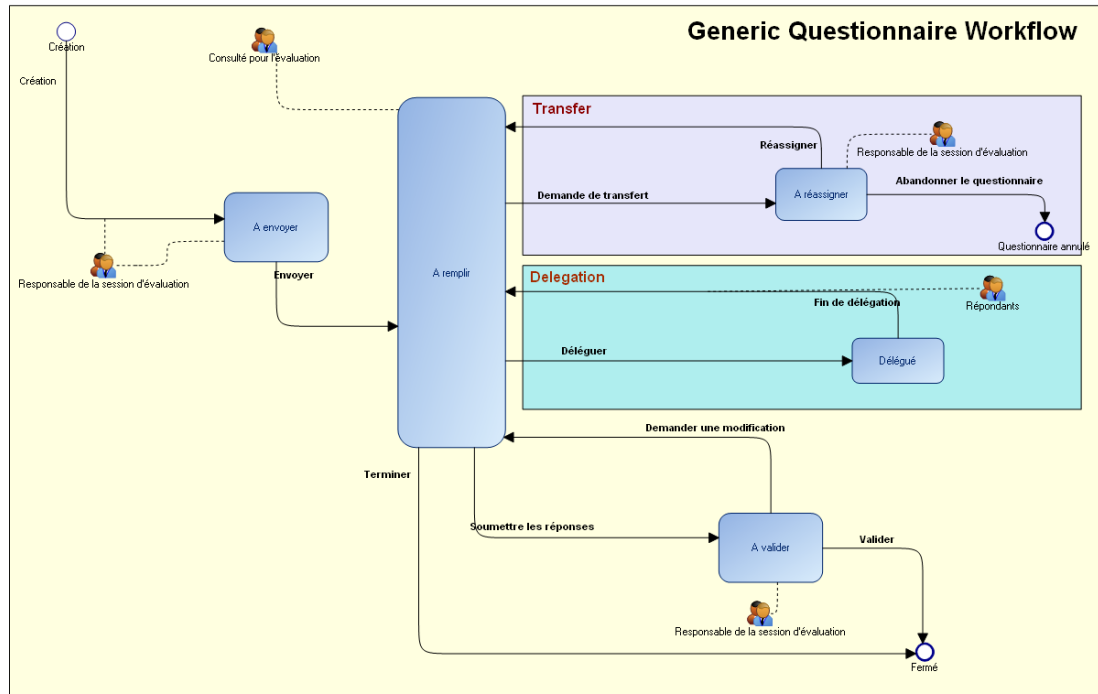 Generic Questionnaire Workflow
Création
Création
Consulté pour l'évaluation
Transfer
Réassigner
Responsable de la session d'évaluation
Demande de transfert
A réassigner
Abandonner le questionnaire
Questionnaire annulé
A envoyer
Responsable de la session d'évaluation
Envoyer
A remplir
Delegation
Fin de délégation
Répondants
Déléguer
Délégué
Demander une modification
Terminer
Soumettre les réponses
A valider
Valider
Responsable de la session d'évaluation
Fermé